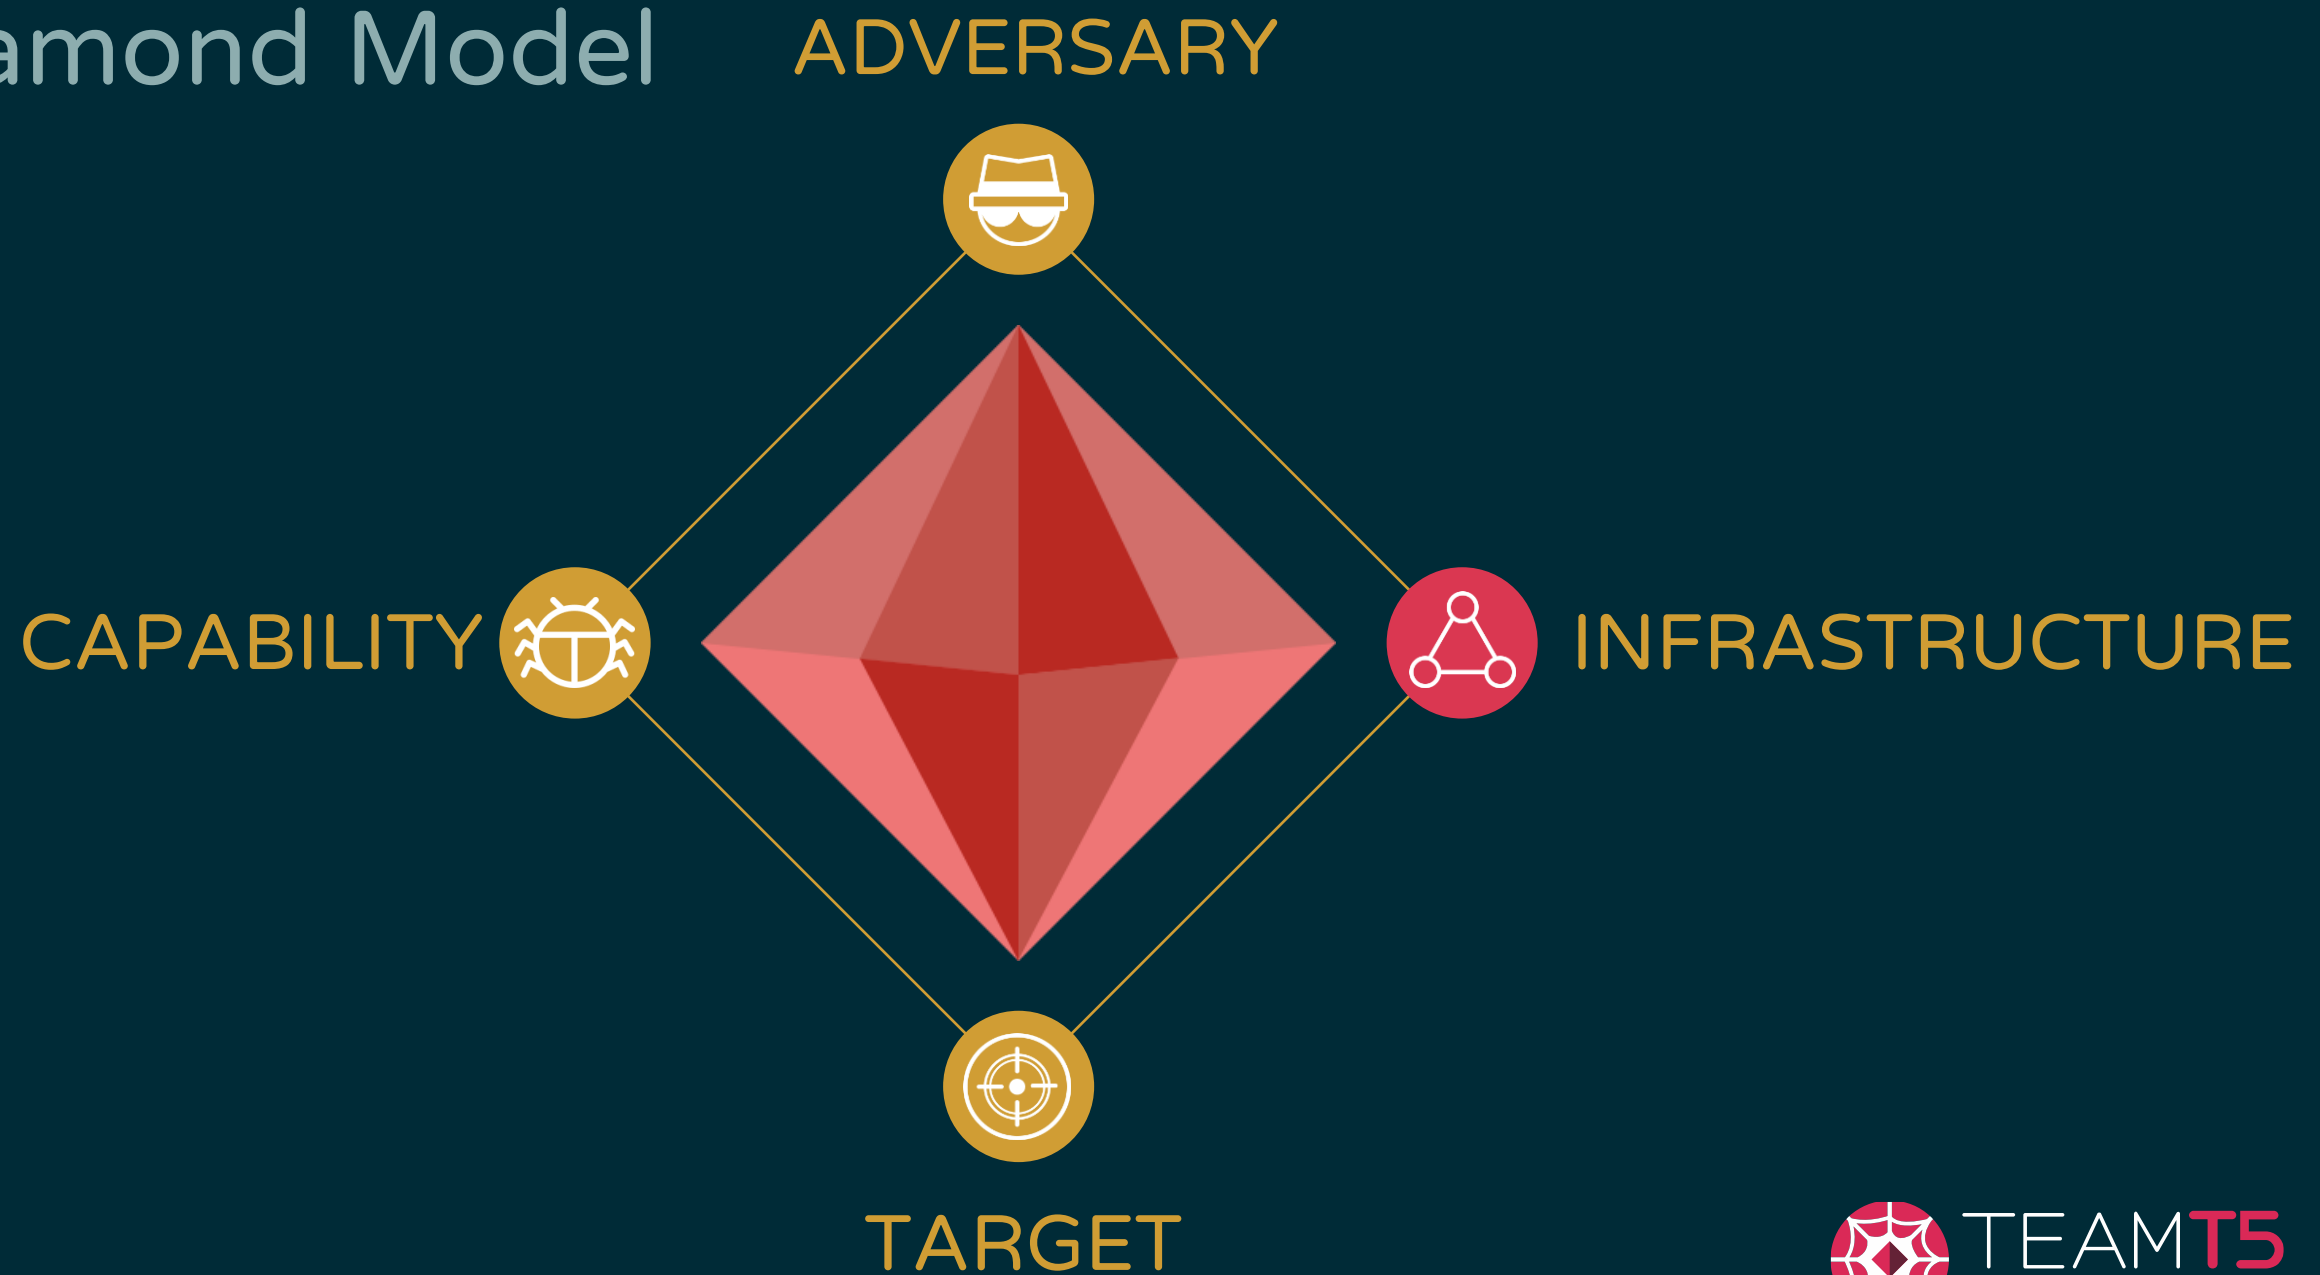 amond Model
ADVERSARY
CAPABILITY
INFRASTRUCTURE
TARGET
TEAMT5